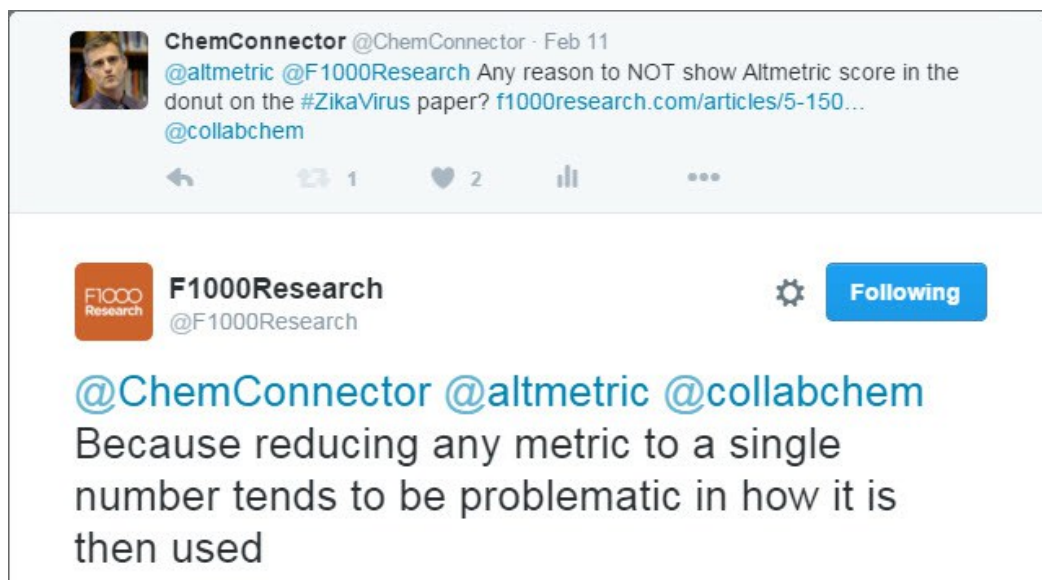 ChemConnector @ChemConnector · Feb 11
@altmetric @F1000Research Any reason to NOT show Altmetric score in the
donut on the #ZikaVirus paper? f1000research.com/articles/5-150…
@collabchem
1 2 •••
F1000
Research
F1000Research
@F1000Research
Following
@ChemConnector @altmetric @collabchem
Because reducing any metric to a single
number tends to be problematic in how it is
then used